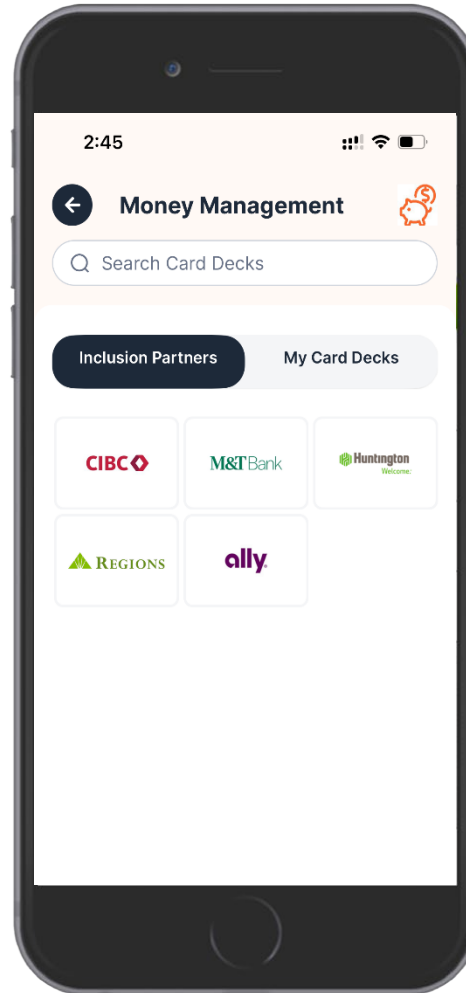 2:45
Money Management
$
Search Card Decks
Inclusion Partners
My Card Decks
CIBC
M&T Bank
Huntington
Welcome.
REGIONS
ally